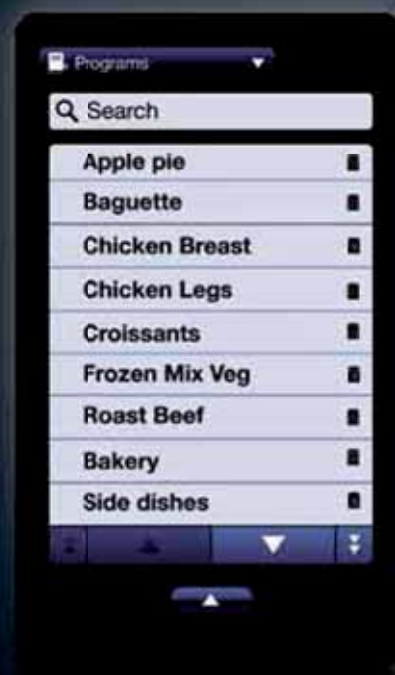 Programs
Search
Apple pie
Baguette
Chicken Breast
Chicken Legs
Croissants
Frozen Mix Veg
Roast Beef
Bakery
Side dishes